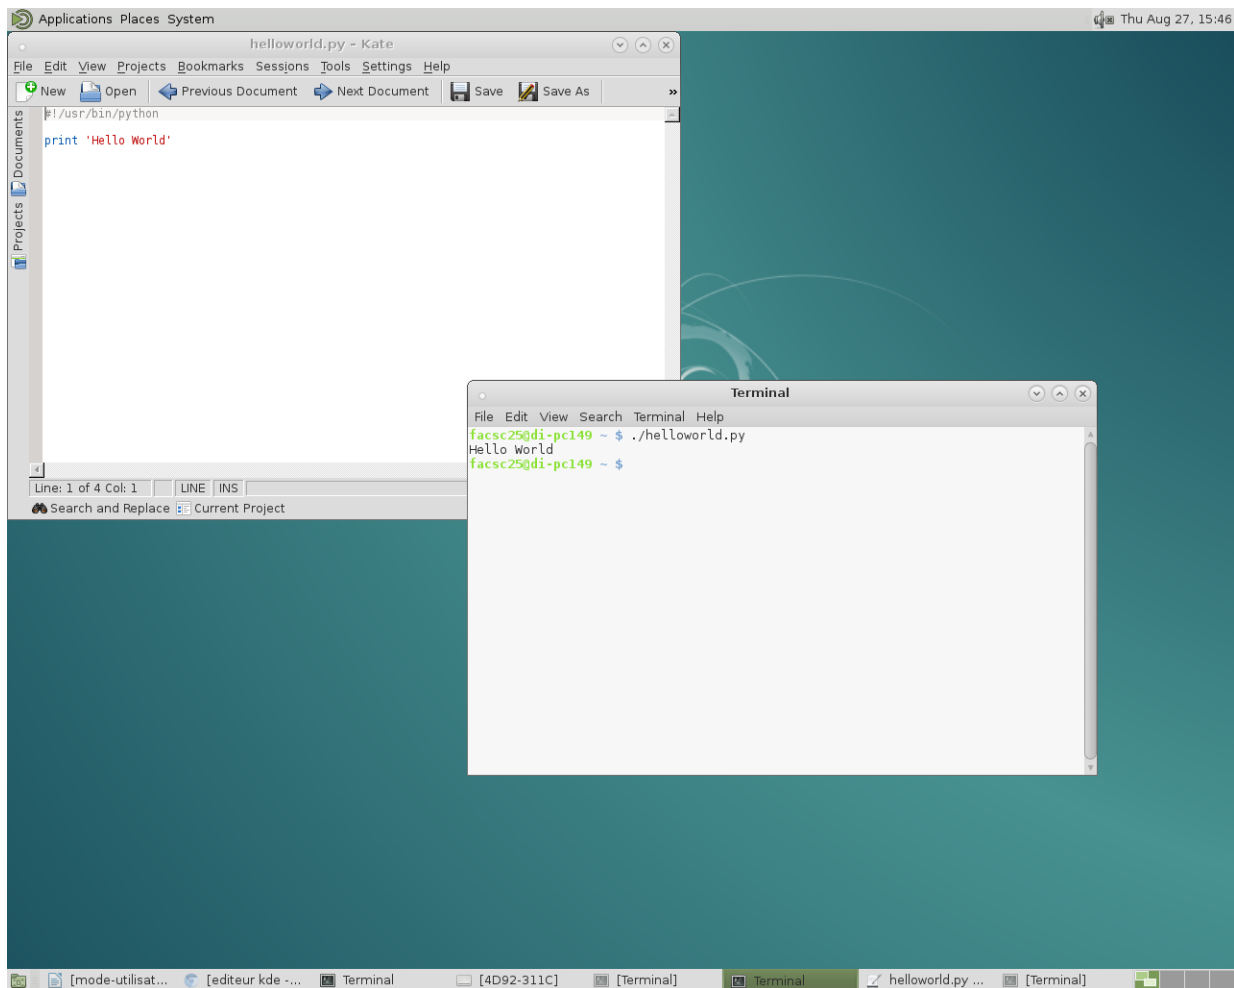 Applications Places System
Thu Aug 27, 15:46
helloworld.py – Kate
File Edit View Projects Bookmarks Sessions Tools Settings Help
New Open Previous Document Next Document Save Save As »
Documents
Projects
#!/usr/bin/python
print 'Hello World'
Line: 1 of 4 Col: 1 LINE INS
Search and Replace Current Project
Terminal
File Edit View Search Terminal Help
facsc25@di-pc149 ~ $ ./helloworld.py
Hello World
facsc25@di-pc149 ~ $
[mode-utilisat... [editeur kde -... Terminal [4D92-311C] [Terminal] Terminal helloworld.py ... [Terminal]